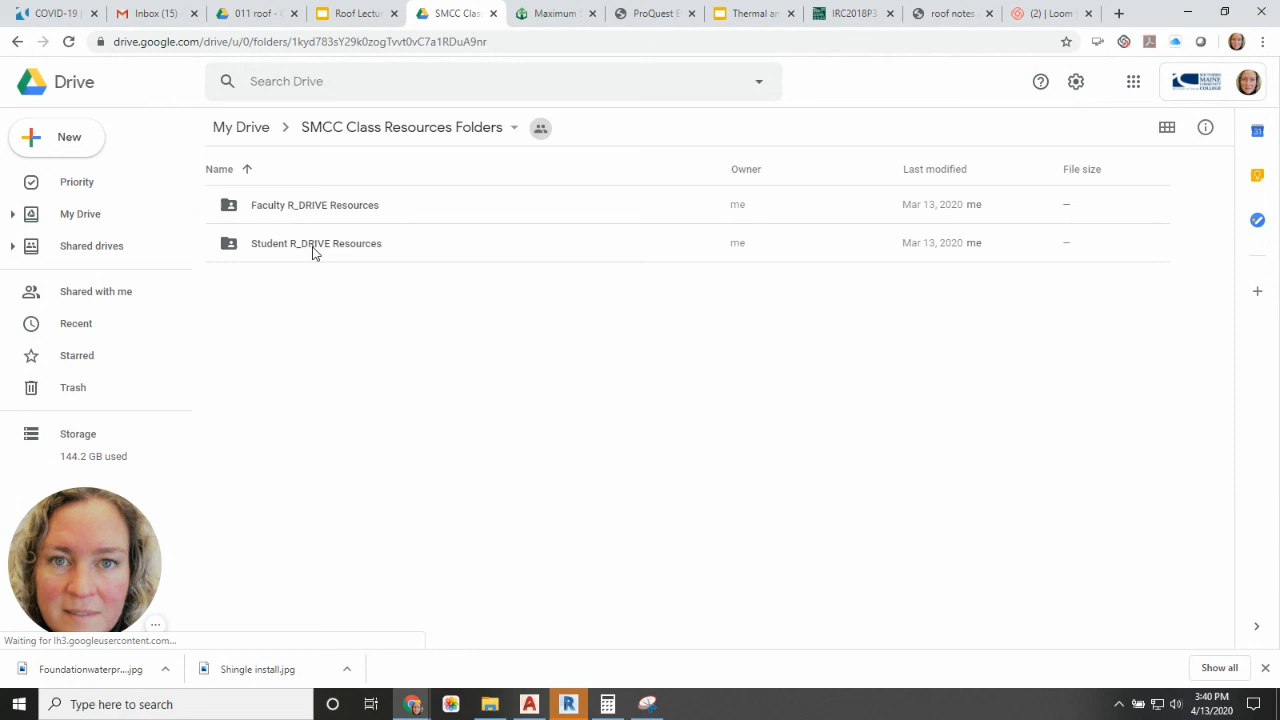 COVID-19
Inbox (15)
011 roof - 
Roof Lectu
SMCC Clas
Maximum S
ProQuest E
Thermal an
IRC2018P3
roof notes
(2) | Loom
drive.google.com/drive/u/0/folders/1kyd783sY29k0zogTvvt0vC7a1RDuA9nr
Drive
Search Drive
SOUTHERN MAINE COMMUNITY COLLEGE
New
My Drive
SMCC Class Resources Folders
31
Name
Owner
Last modified
File size
Priority
My Drive
Shared drives
Shared with me
Recent
Starred
Trash
Storage
144.2 GB used
Faculty R_DRIVE Resources
me
Mar 13, 2020 me
–
Student R_DRIVE Resources
me
Mar 13, 2020 me
–
...
Waiting for lh3.googleusercontent.com...
Foundationwaterpr....jpg
Shingle install.jpg
Show all
Type here to search
A
R
3:40 PM
4/13/2020